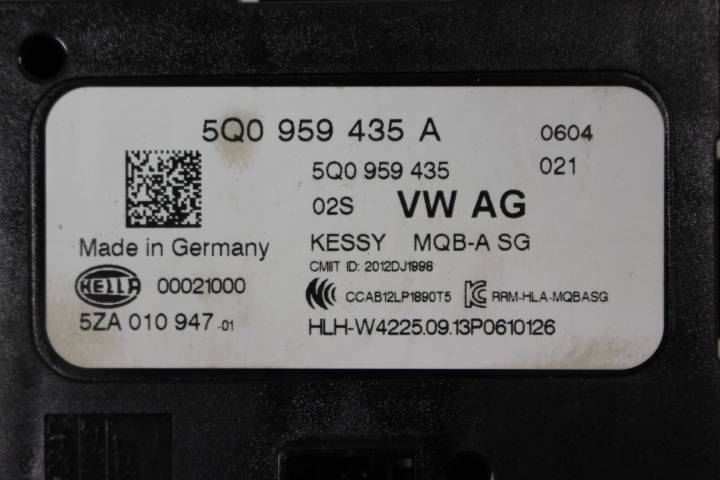 5Q0 959 435 A 0604
5Q0 959 435 021
02S VW AG
Made in Germany KESSY MQB-A SG
CMIIT ID: 2012DJ1998
HELLA 00021000 CCAB12LP1890T5 RRM-HLA-MQBASG
5ZA 010 947 -01 HLH-W4225.09.13P0610126